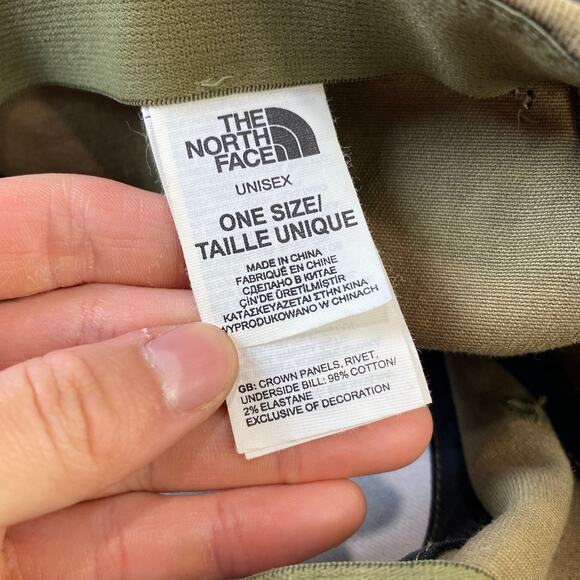 THE
NORTH
FACE
UNISEX
ONE SIZE/
TAILLE UNIQUE
MADE IN CHINA
FABRIQUÉ EN CHINE
СДЕЛАНО В КИТАЕ
ÇİN'DE ÜRETİLMİŞTİR
ΚΑΤΑΣΚΕΥΑΖΕΤΑΙ ΣΤΗΝ ΚΙΝΑ
WYPRODUKOWANO W CHINACH
GB: CROWN PANELS, RIVET,
UNDERSIDE BILL: 98% COTTON/
2% ELASTANE
EXCLUSIVE OF DECORATION